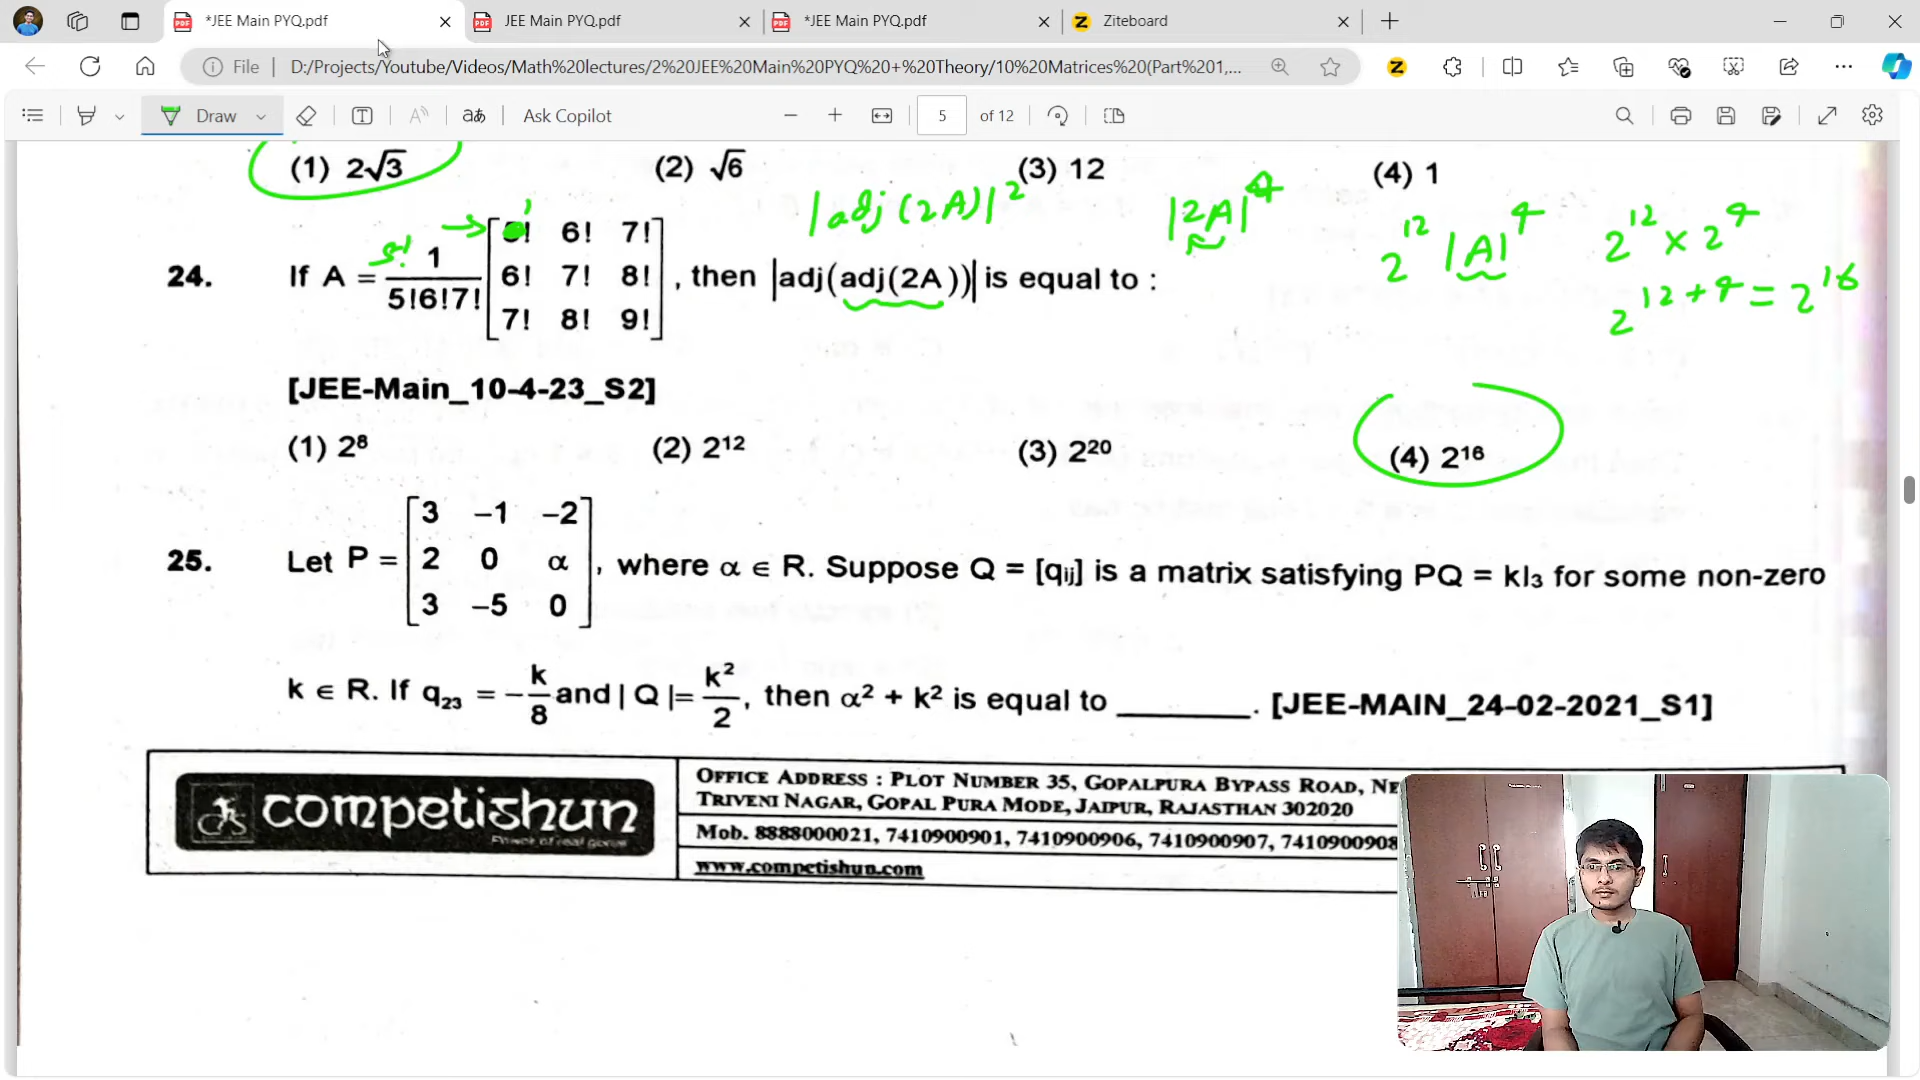 *JEE Main PYQ.pdf
JEE Main PYQ.pdf
*JEE Main PYQ.pdf
Ziteboard
File
D:/Projects/Youtube/Videos/Math%20lectures/2%20JEE%20Main%20PYQ%20+%20Theory/10%20Matrices%20(Part%201,...
Draw
Ask Copilot
5 of 12
(1) 2√3 (2) √6 (3) 12 (4) 1
|adj(2A)|² |2A|⁴ 2¹² |A|⁴ 2¹² × 2⁴
2¹²⁺⁴ = 2¹⁶
24. If A = 1/(5!6!7!) [ ! 6! 7! ; 6! 7! 8! ; 7! 8! 9! ], then |adj(adj(2A))| is equal to :
[JEE-Main_10-4-23_S2]
(1) 2⁸ (2) 2¹² (3) 2²⁰ (4) 2¹⁶
25. Let P = [ 3 −1 −2 ; 2 0 α ; 3 −5 0 ], where α ∈ R. Suppose Q = [qᵢⱼ] is a matrix satisfying PQ = kI₃ for some non-zero
k ∈ R. If q₂₃ = −k/8 and | Q |= k²/2, then α² + k² is equal to ________. [JEE-MAIN_24-02-2021_S1]
competishun
OFFICE ADDRESS : PLOT NUMBER 35, GOPALPURA BYPASS ROAD, NE
TRIVENI NAGAR, GOPAL PURA MODE, JAIPUR, RAJASTHAN 302020
Mob. 8888000021, 7410900901, 7410900906, 7410900907, 7410900908
www.competishun.com